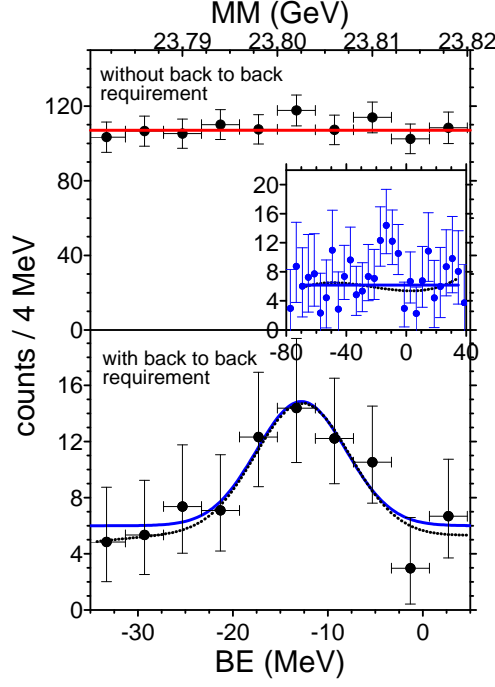 MM (GeV)
23.79 23.80 23.81 23.82
without back to back
requirement
120
80
40
0
20
16
12
8
4
0
-80 -40 0 40
counts / 4 MeV
with back to back
requirement
16
12
8
4
0
-30 -20 -10 0
BE (MeV)